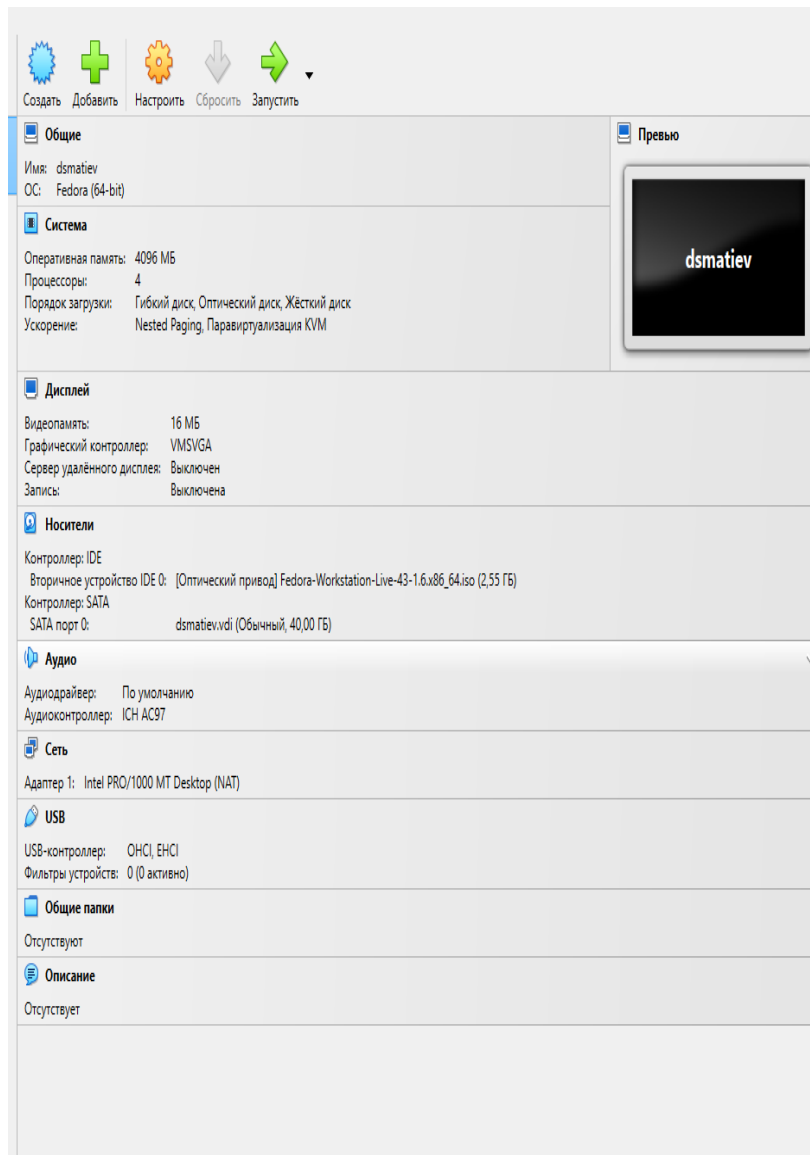 Создать Добавить Настроить Сбросить Запустить
Общие
Имя: dsmatiev
ОС: Fedora (64-bit)
Превью
dsmatiev
Система
Оперативная память: 4096 МБ
Процессоры: 4
Порядок загрузки: Гибкий диск, Оптический диск, Жёсткий диск
Ускорение: Nested Paging, Паравиртуализация KVM
Дисплей
Видеопамять: 16 МБ
Графический контроллер: VMSVGA
Сервер удалённого дисплея: Выключен
Запись: Выключена
Носители
Контроллер: IDE
Вторичное устройство IDE 0: [Оптический привод] Fedora-Workstation-Live-43-1.6.x86_64.iso (2,55 ГБ)
Контроллер: SATA
SATA порт 0: dsmatiev.vdi (Обычный, 40,00 ГБ)
Аудио
Аудиодрайвер: По умолчанию
Аудиоконтроллер: ICH AC97
Сеть
Адаптер 1: Intel PRO/1000 MT Desktop (NAT)
USB
USB-контроллер: OHCI, EHCI
Фильтры устройств: 0 (0 активно)
Общие папки
Отсутствуют
Описание
Отсутствует